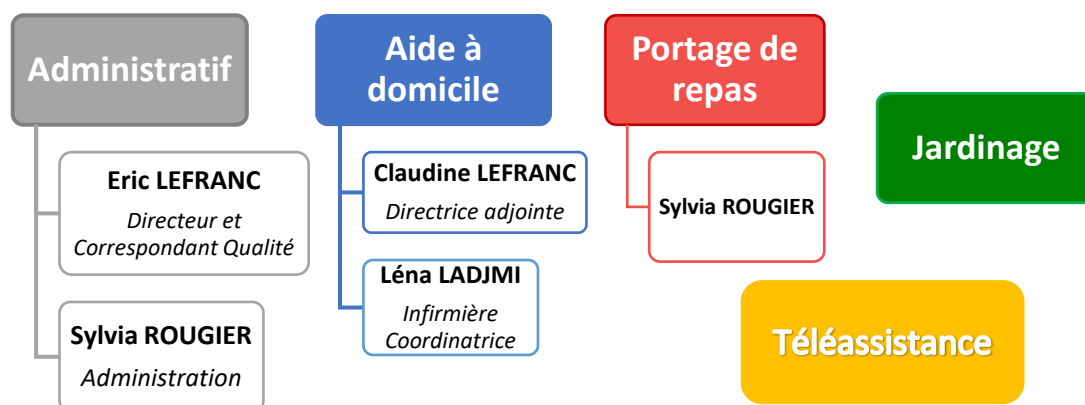 Administratif
Eric LEFRANC
Directeur et
Correspondant Qualité
Sylvia ROUGIER
Administration
Aide à
domicile
Claudine LEFRANC
Directrice adjointe
Léna LADJMI
Infirmière
Coordinatrice
Portage de
repas
Sylvia ROUGIER
Jardinage
Téléassistance